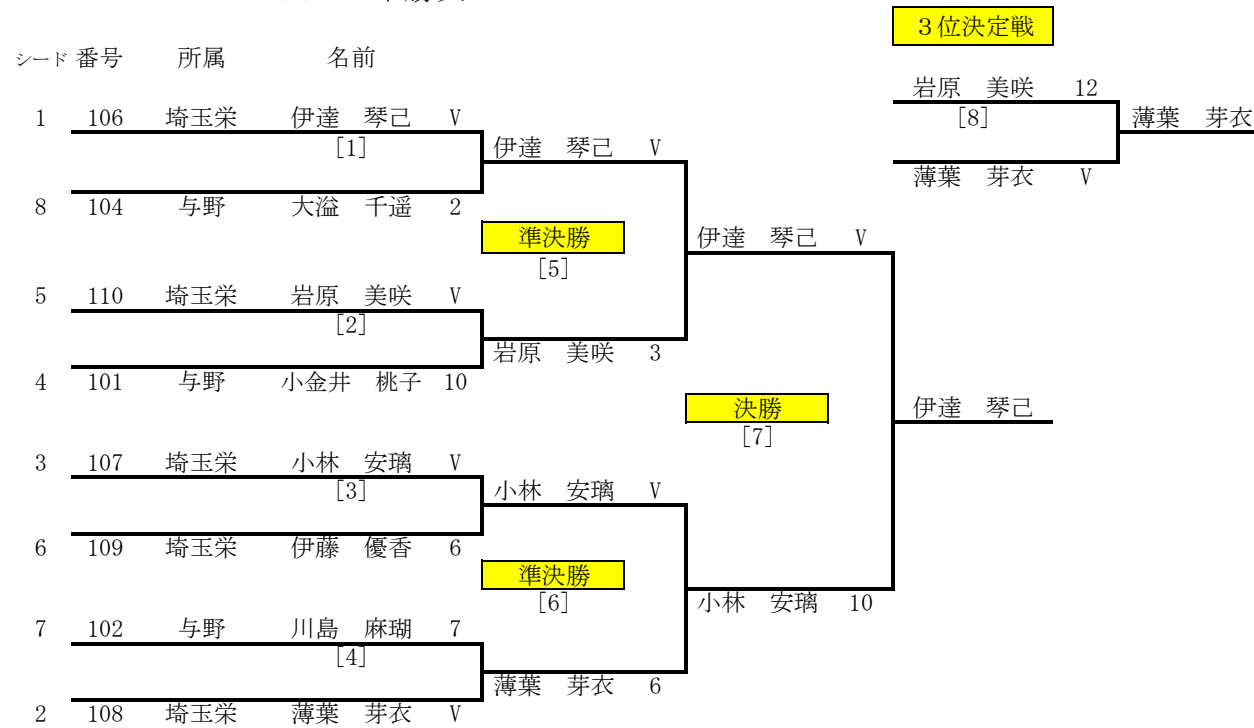 ３位決定戦
シード 番号 所属 名前
岩原 美咲 12
1 106 埼玉栄 伊達 琴己 V
[8] 薄葉 芽衣
[1] 伊達 琴己 V
薄葉 芽衣 V
8 104 与野 大溢 千遥 2
準決勝 伊達 琴己 V
[5]
5 110 埼玉栄 岩原 美咲 V
[2]
岩原 美咲 3
4 101 与野 小金井 桃子 10
決勝 伊達 琴己
[7]
3 107 埼玉栄 小林 安璃 V
[3] 小林 安璃 V
6 109 埼玉栄 伊藤 優香 6
準決勝
[6] 小林 安璃 10
7 102 与野 川島 麻瑚 7
[4]
薄葉 芽衣 6
2 108 埼玉栄 薄葉 芽衣 V